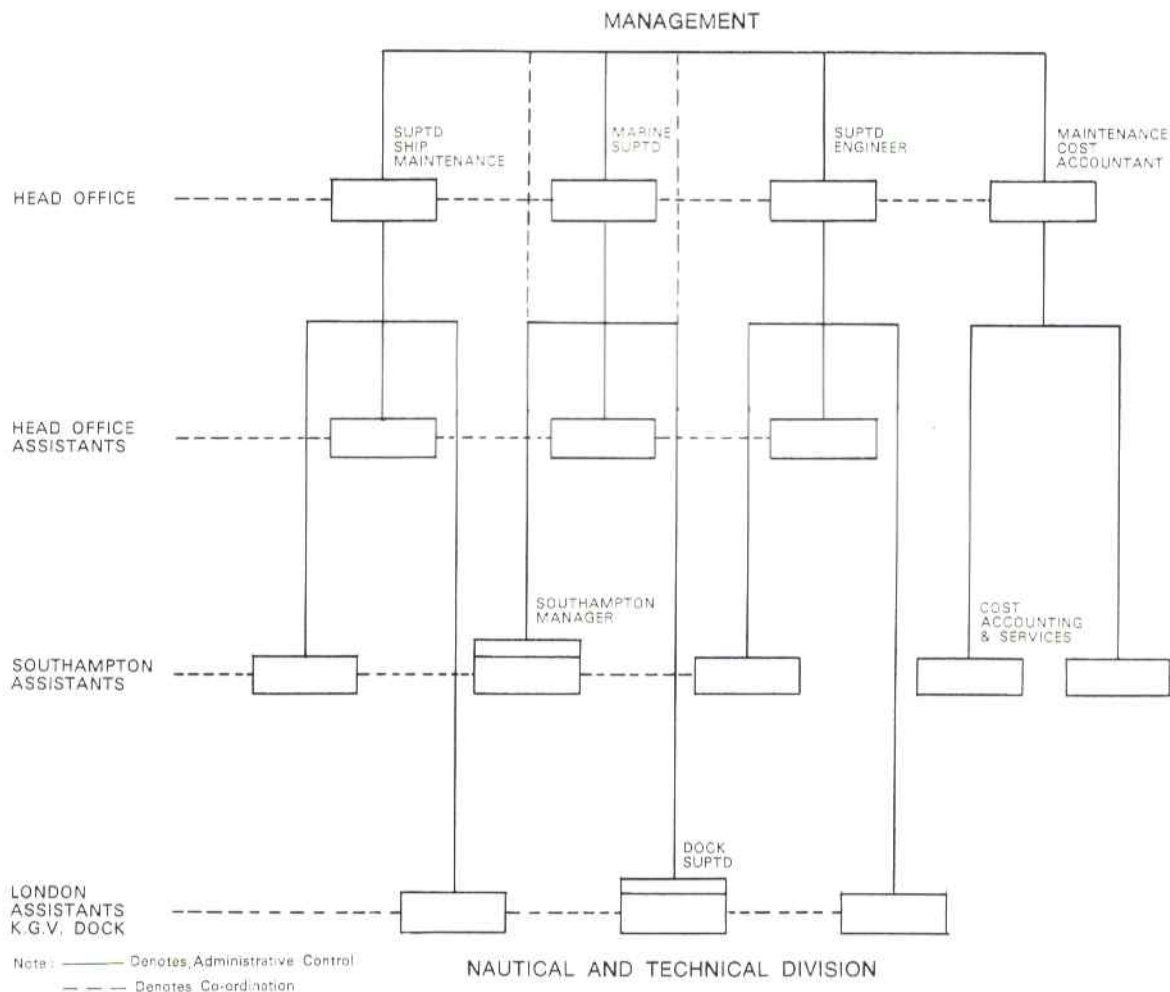 MANAGEMENT
SUPTD
SHIP
MAINTENANCE
MARINE
SUPTD
SUPTD
ENGINEER
MAINTENANCE
COST
ACCOUNTANT
HEAD OFFICE
HEAD OFFICE
ASSISTANTS
SOUTHAMPTON
MANAGER
COST
ACCOUNTING
& SERVICES
SOUTHAMPTON
ASSISTANTS
DOCK
SUPTD
LONDON
ASSISTANTS
K.G.V. DOCK
Note: Denotes Administrative Control
Denotes Co-ordination
NAUTICAL AND TECHNICAL DIVISION